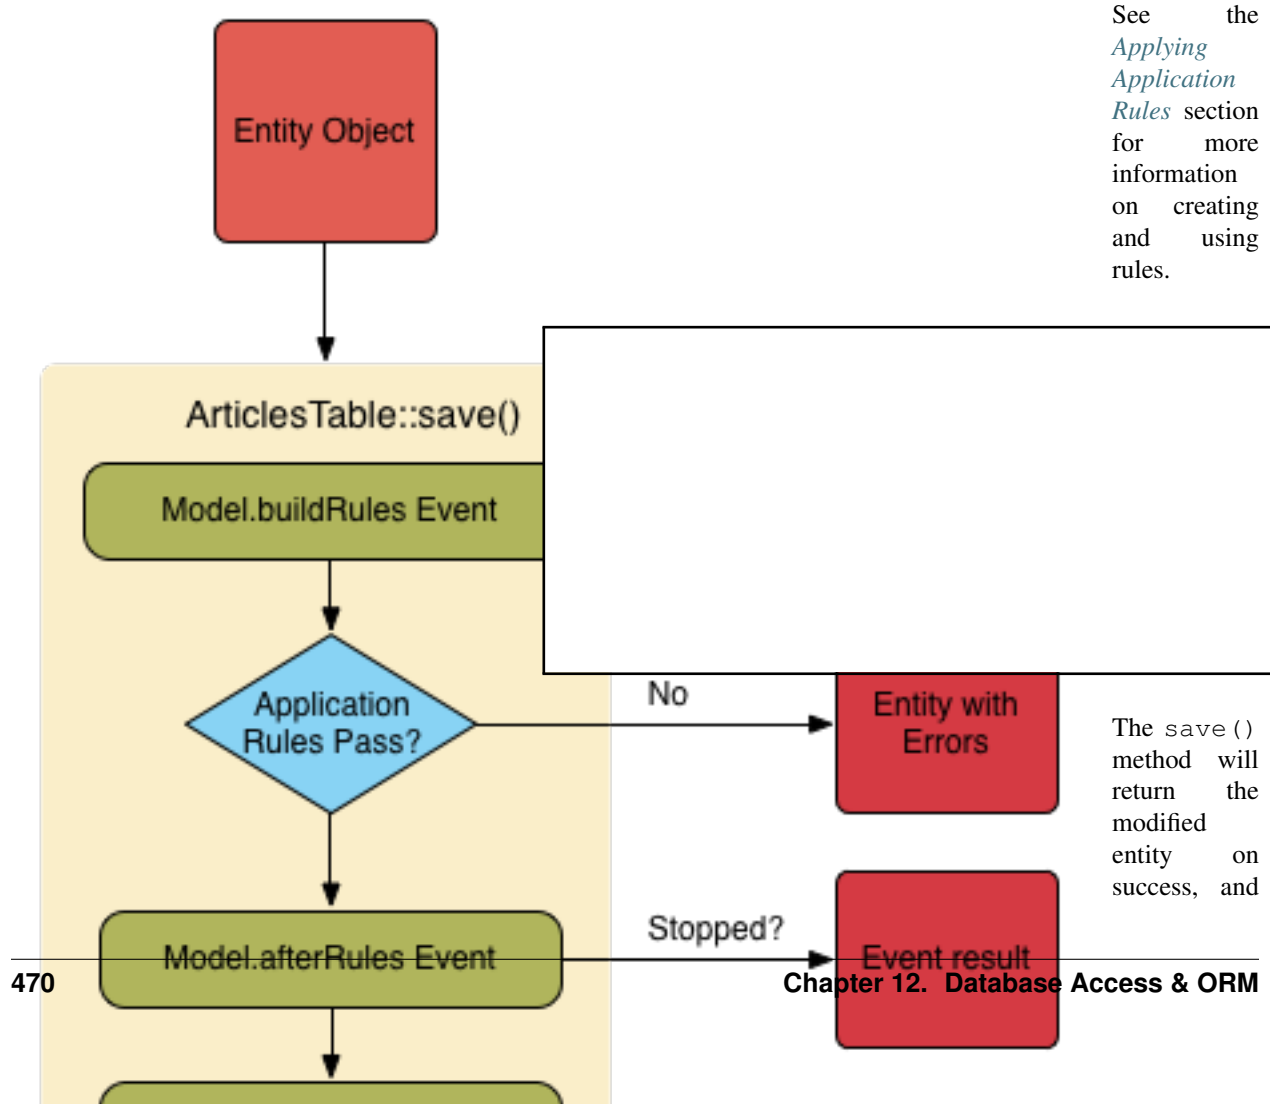 See the
Applying
Application
Rules section
for more
information
on creating
and using
rules.
Entity Object
ArticlesTable::save()
Model.buildRules Event
Application
Rules Pass?
No
Entity with
Errors
The save()
method will
return the
modified
entity on
success, and
Model.afterRules Event
Stopped?
Event result
470
Chapter 12. Database Access & ORM